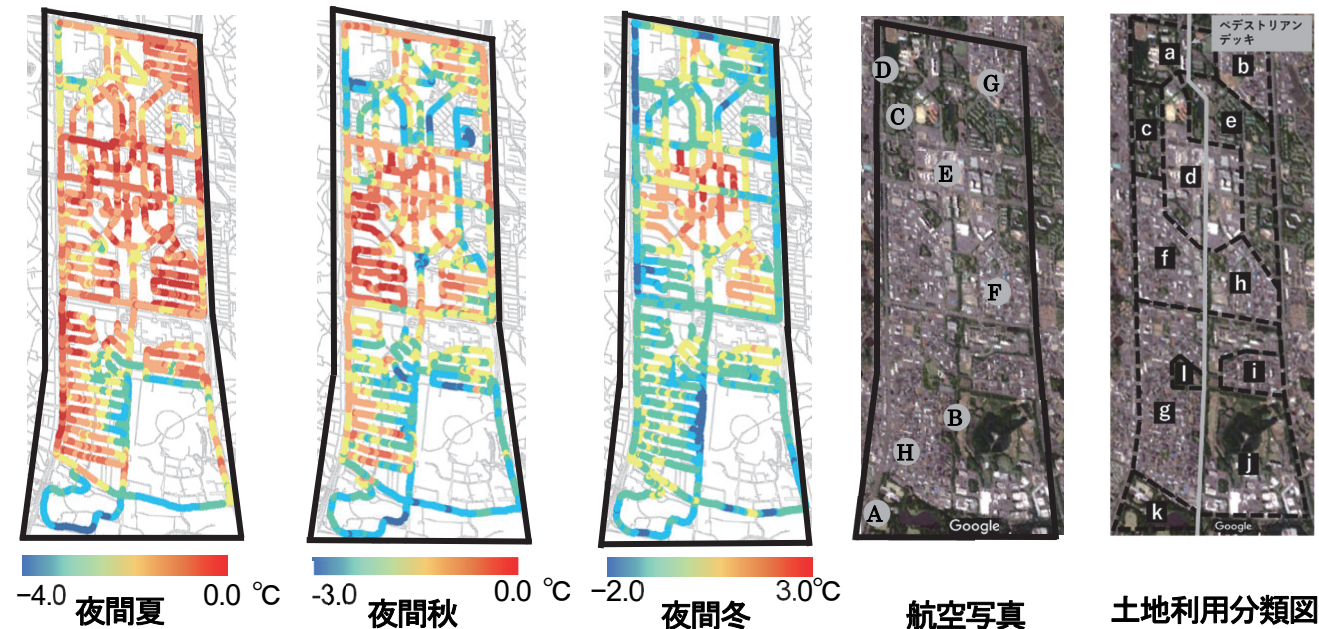 ペデストリアン
デッキ
a
b
c
e
d
f
h
l
i
g
j
k
Google
D
G
C
E
F
B
H
A
Google
−4.0
0.0
℃
夜間夏
-3.0
0.0
℃
夜間秋
−2.0
3.0℃
夜間冬
航空写真
土地利用分類図